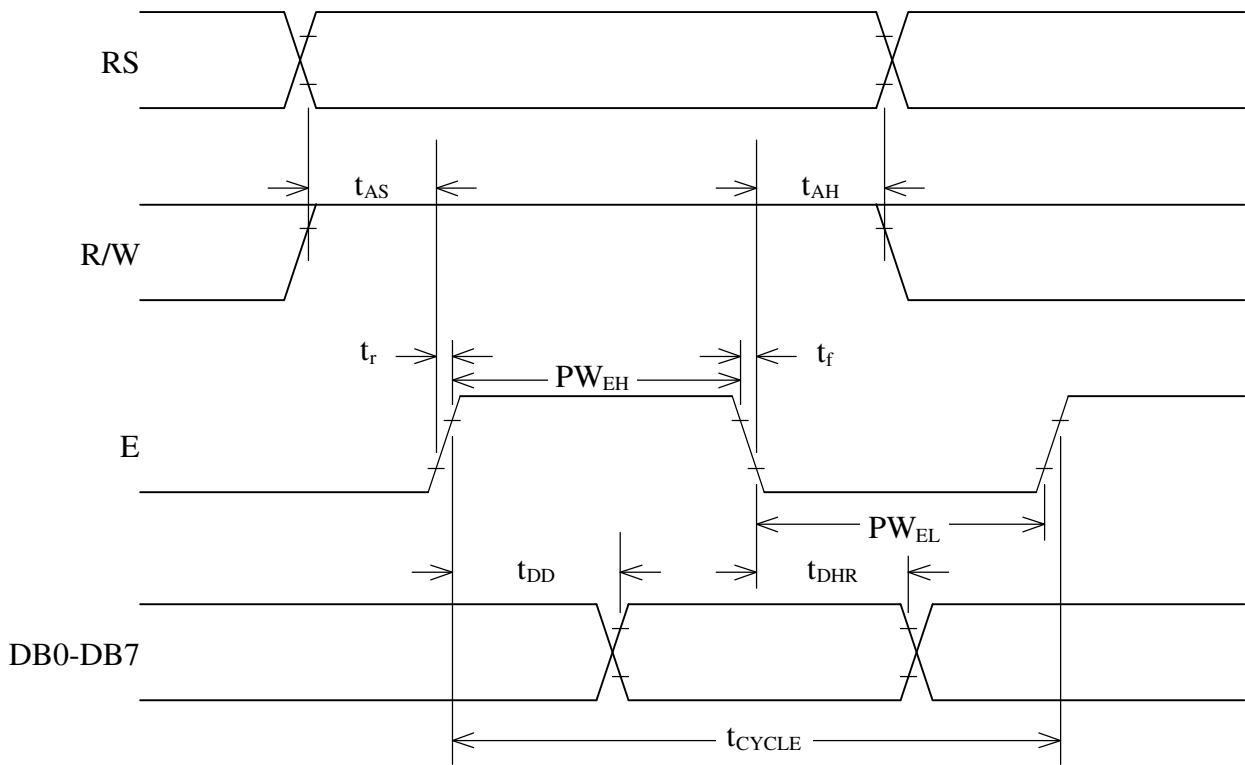 RS
tAS
tAH
R/W
tr
tf
PWEH
E
PWEL
tDD
tDHR
DB0-DB7
tCYCLE